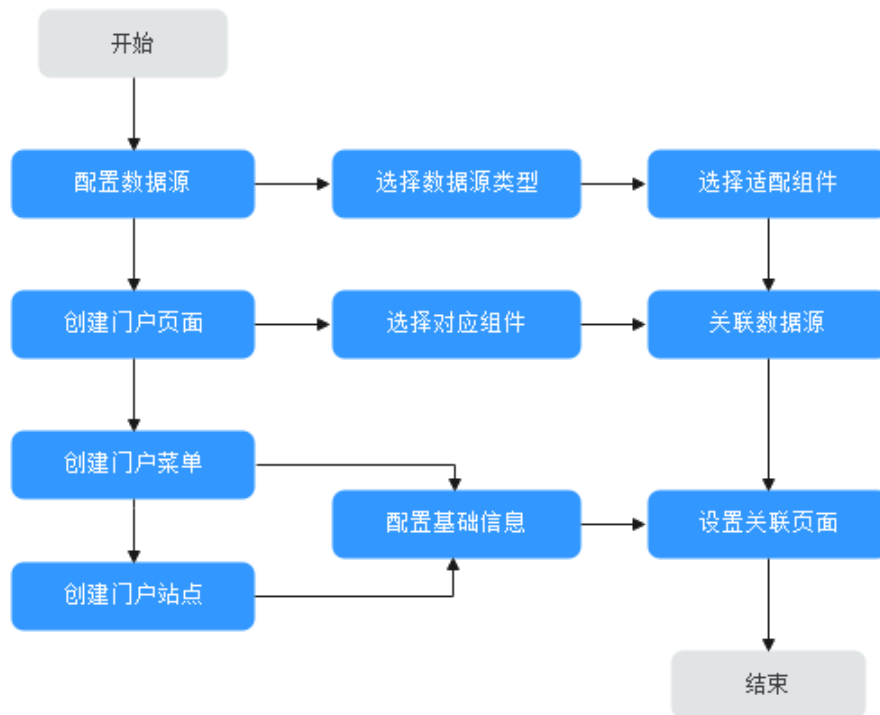 开始
配置数据源
选择数据源类型
选择适配组件
创建门户页面
选择对应组件
关联数据源
创建门户菜单
配置基础信息
设置关联页面
创建门户站点
结束